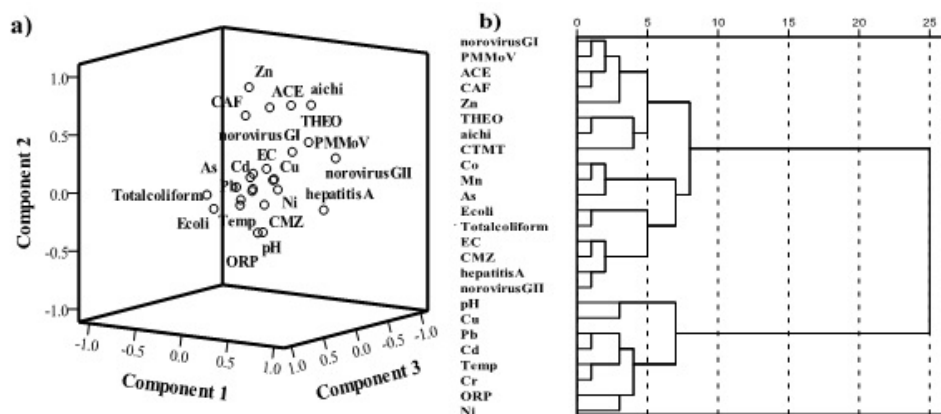 a)
Zn
ACE
aichi
CAF
THEO
norovirusGI
PMMoV
EC
As
Cd
Cu
norovirusGII
Pb
hepatitisA
Totalcoliform
Ni
Ecoli
Temp
CMZ
pH
ORP
1.0
0.5
0.0
-0.5
-1.0
Component 2
-1.0
-0.5
0.0
0.5
1.0
Component 1
1.0
0.5
0.0
-0.5
-1.0
Component 3
b)
0 5 10 15 20 25
norovirusGI
PMMoV
ACE
CAF
Zn
THEO
aichi
CTMT
Co
Mn
As
Ecoli
Totalcoliform
EC
CMZ
hepatitisA
norovirusGII
pH
Cu
Pb
Cd
Temp
Cr
ORP
Ni